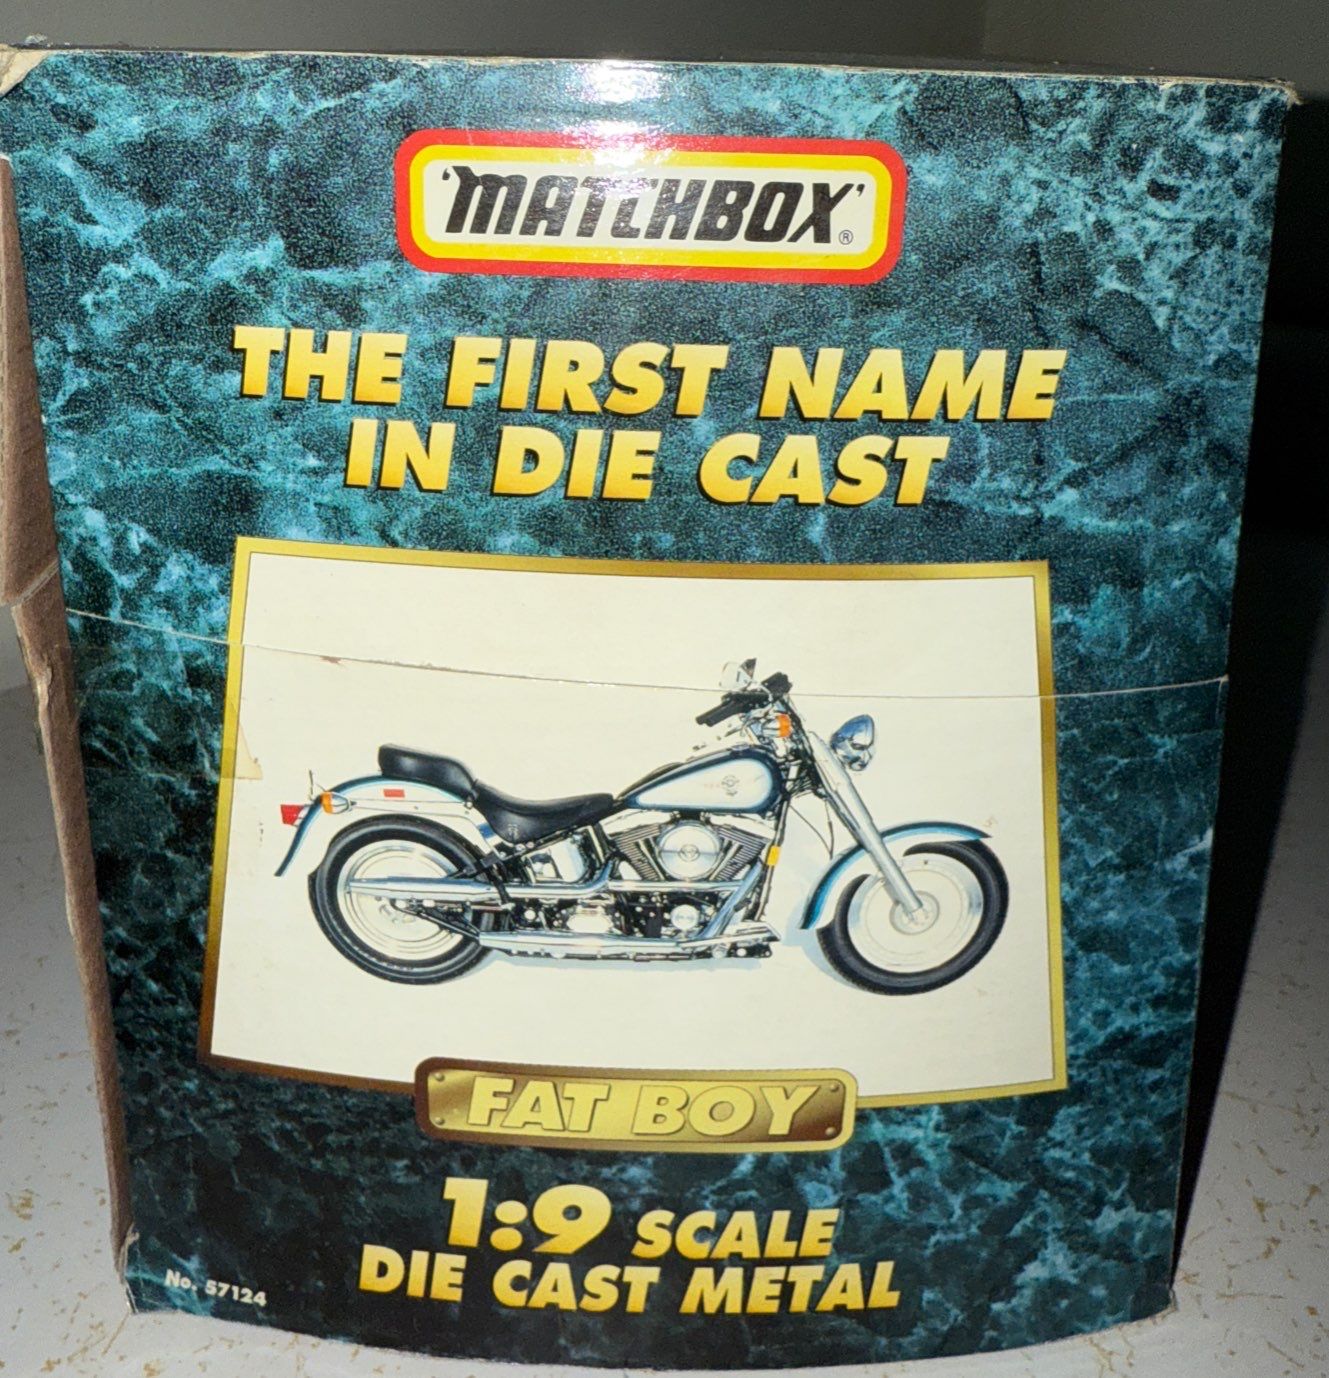 'MATCHBOX'®
THE FIRST NAME
IN DIE CAST
FAT BOY
1:9 SCALE
DIE CAST METAL
No. 57124